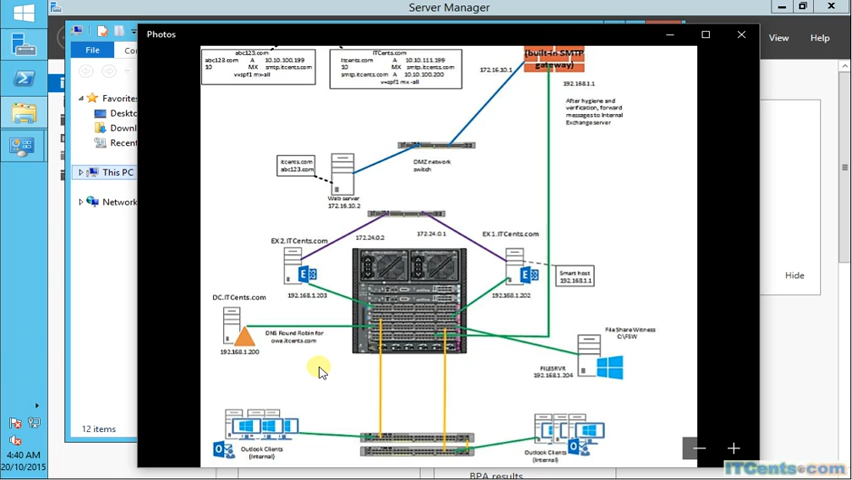 Server Manager
Photos
File
View
Help
Favorites
Desktop
Recent
This PC
Hide
12 items
BPA results
4:40 AM
20/10/2015
ITCents.com
abc123.com
abc123.com A 10.10.100.199
10 MX smtp.itcents.com
v=spf1 mx-all
ITCents.com
itcents.com A 10.10.111.199
10 MX smtp.itcents.com
smtp.itcents.com A 10.10.100.200
v=spf1 mx-all
(built-in SMTP
gateway)
172.16.10.1
192.168.1.1
After hygiene and
verification, forward
messages to Internal
Exchange server
DMZ network
switch
itcents.com
abc123.com
Web server
172.16.10.2
EX2.ITCents.com
172.24.0.2
172.24.0.1
EX1.ITCents.com
192.168.1.203
192.168.1.202
Smart host
192.168.1.1
DC.ITCents.com
192.168.1.200
DNS Round Robin for
owa.itcents.com
File Share Witness
C:\FSW
FILESRVR
192.168.1.204
Outlook Clients
(Internal)
Outlook Clients
(Internal)